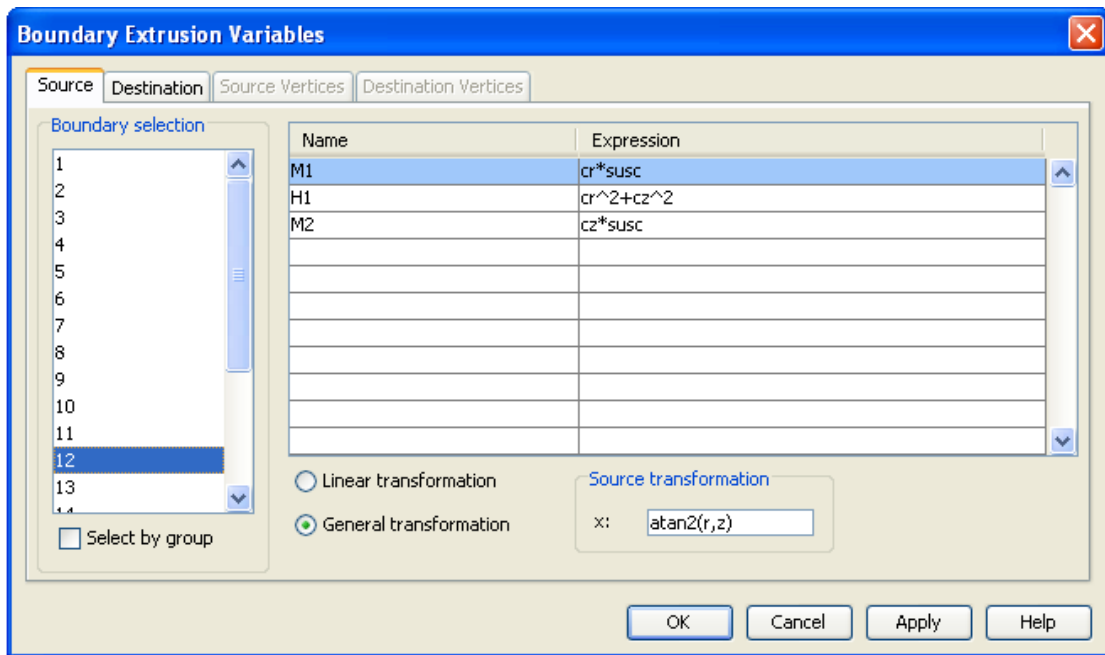 Boundary Extrusion Variables
Source Destination Source Vertices Destination Vertices
Boundary selection
1
2
3
4
5
6
7
8
9
10
11
12
13
Select by group
Name Expression
M1 cr*susc
H1 cr^2+cz^2
M2 cz*susc
Linear transformation
General transformation
Source transformation
x: atan2(r,z)
OK Cancel Apply Help